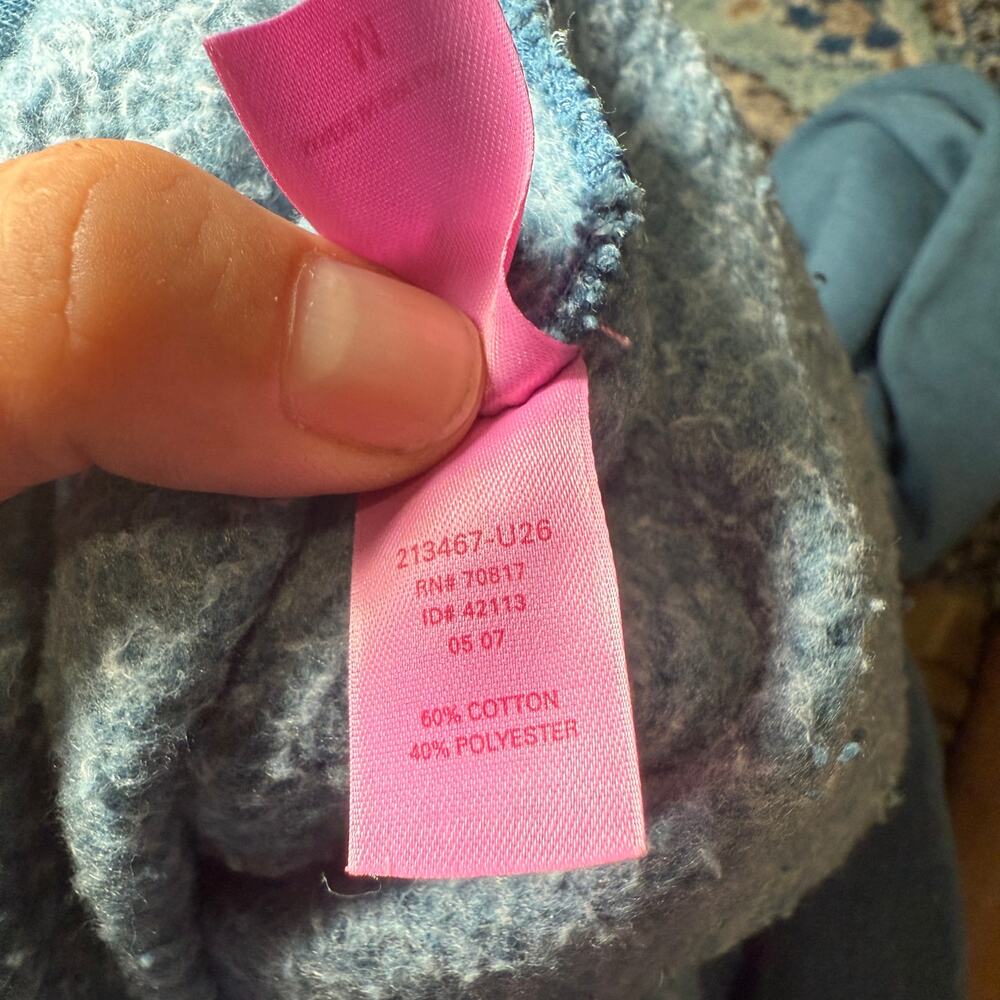 M
213467-U26
RN# 70817
ID# 42113
05 07
60% COTTON
40% POLYESTER